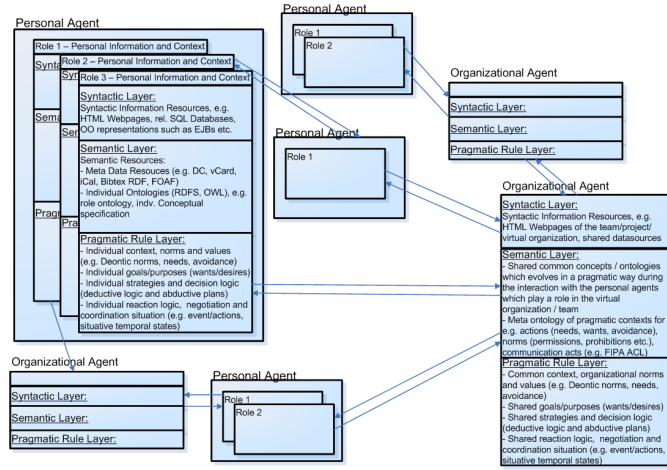 Personal Agent
Role 1 – Personal Information and Context
Role 2 – Personal Information and Context
Role 3 – Personal Information and Context
Synta
Syn
Sema
Ser
Pragr
Pra
Syntactic Layer:
Syntactic Information Resources, e.g.
HTML Webpages, rel. SQL Databases,
OO representations such as EJBs etc.
Semantic Layer:
Semantic Resources:
- Meta Data Resouces (e.g. DC, vCard,
iCal, Bibtex RDF, FOAF)
- Individual Ontologies (RDFS, OWL), e.g.
role ontology, indv. Conceptual
specification
Pragmatic Rule Layer:
- Individual context, norms and values
(e.g. Deontic norms, needs, avoidance)
- Individual goals/purposes (wants/desires)
- Individual strategies and decision logic
(deductive logic and abductive plans)
- Individual reaction logic,  negotiation and
coordination situation (e.g. event/actions,
situative temporal states)
Personal Agent
Role 1
Role 2
Personal Agent
Role 1
Organizational Agent
Syntactic Layer:
Semantic Layer:
Pragmatic Rule Layer:
Organizational Agent
Syntactic Layer:
Syntactic Information Resources, e.g.
HTML Webpages of the team/project/
virtual organization, shared datasources
Semantic Layer:
- Shared common concepts / ontologies
which evolves in a pragmatic way during
the interaction with the personal agents
which play a role in the virtual
organization / team
- Meta ontology of pragmatic contexts for
e.g. actions (needs, wants, avoidance),
norms (permissions, prohibitions etc.),
communication acts (e.g. FIPA ACL)
Pragmatic Rule Layer:
- Common context, organizational norms
and values (e.g. Deontic norms, needs,
avoidance)
- Shared goals/purposes (wants/desires)
- Shared strategies and decision logic
(deductive logic and abductive plans)
- Shared reaction logic,  negotiation and
coordination situation (e.g. event/actions,
situative temporal states)
Organizational Agent
Syntactic Layer:
Semantic Layer:
Pragmatic Rule Layer:
Personal Agent
Role 1
Role 2